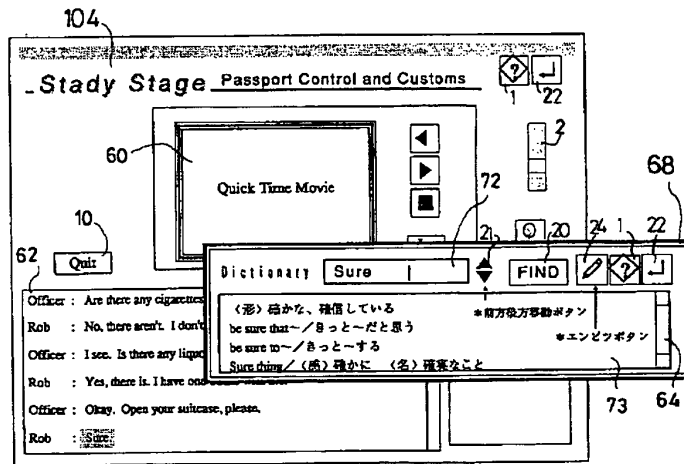 104
Stady Stage Passport Control and Customs
1
22
60
2
Quick Time Movie
72
68
10
21
20
24
1
22
62
Quit
Dictionary Sure FIND
Officer : Are there any cigarettes
〈形〉確かな、確信している
*前方後方移動ボタン
Rob : No, there aren't. I don't
be sure that~/きっと~だと思う
be sure to~/きっと~する
*エンピツボタン
Officer : I see. Is there any liquor
Sure thing/〈感〉確かに 〈名〉確実なこと
Rob : Yes, there is. I have one
73
64
Officer : Okay. Open your suitcase, please.
Rob : Sure.